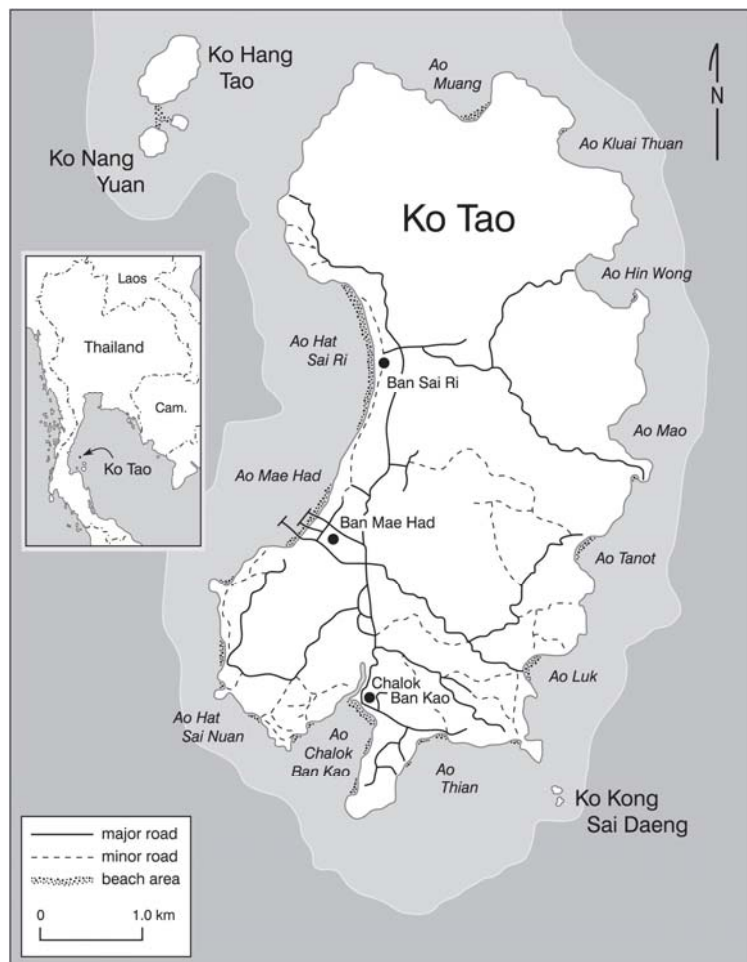 Ko Hang
Tao
Ko Nang
Yuan
Ao
Muang
N
Ao Kluai Thuan
Ko Tao
Ao Hin Wong
Laos
Thailand
Cam.
Ko Tao
Ao Hat
Sai Ri
Ban Sai Ri
Ao Mao
Ao Mae Had
Ban Mae Had
Ao Tanot
Ao Luk
Chalok
Ban Kao
Ao Hat
Sai Nuan
Ao
Chalok
Ban Kao
Ao
Thian
Ko Kong
Sai Daeng
major road
minor road
beach area
0 1.0 km